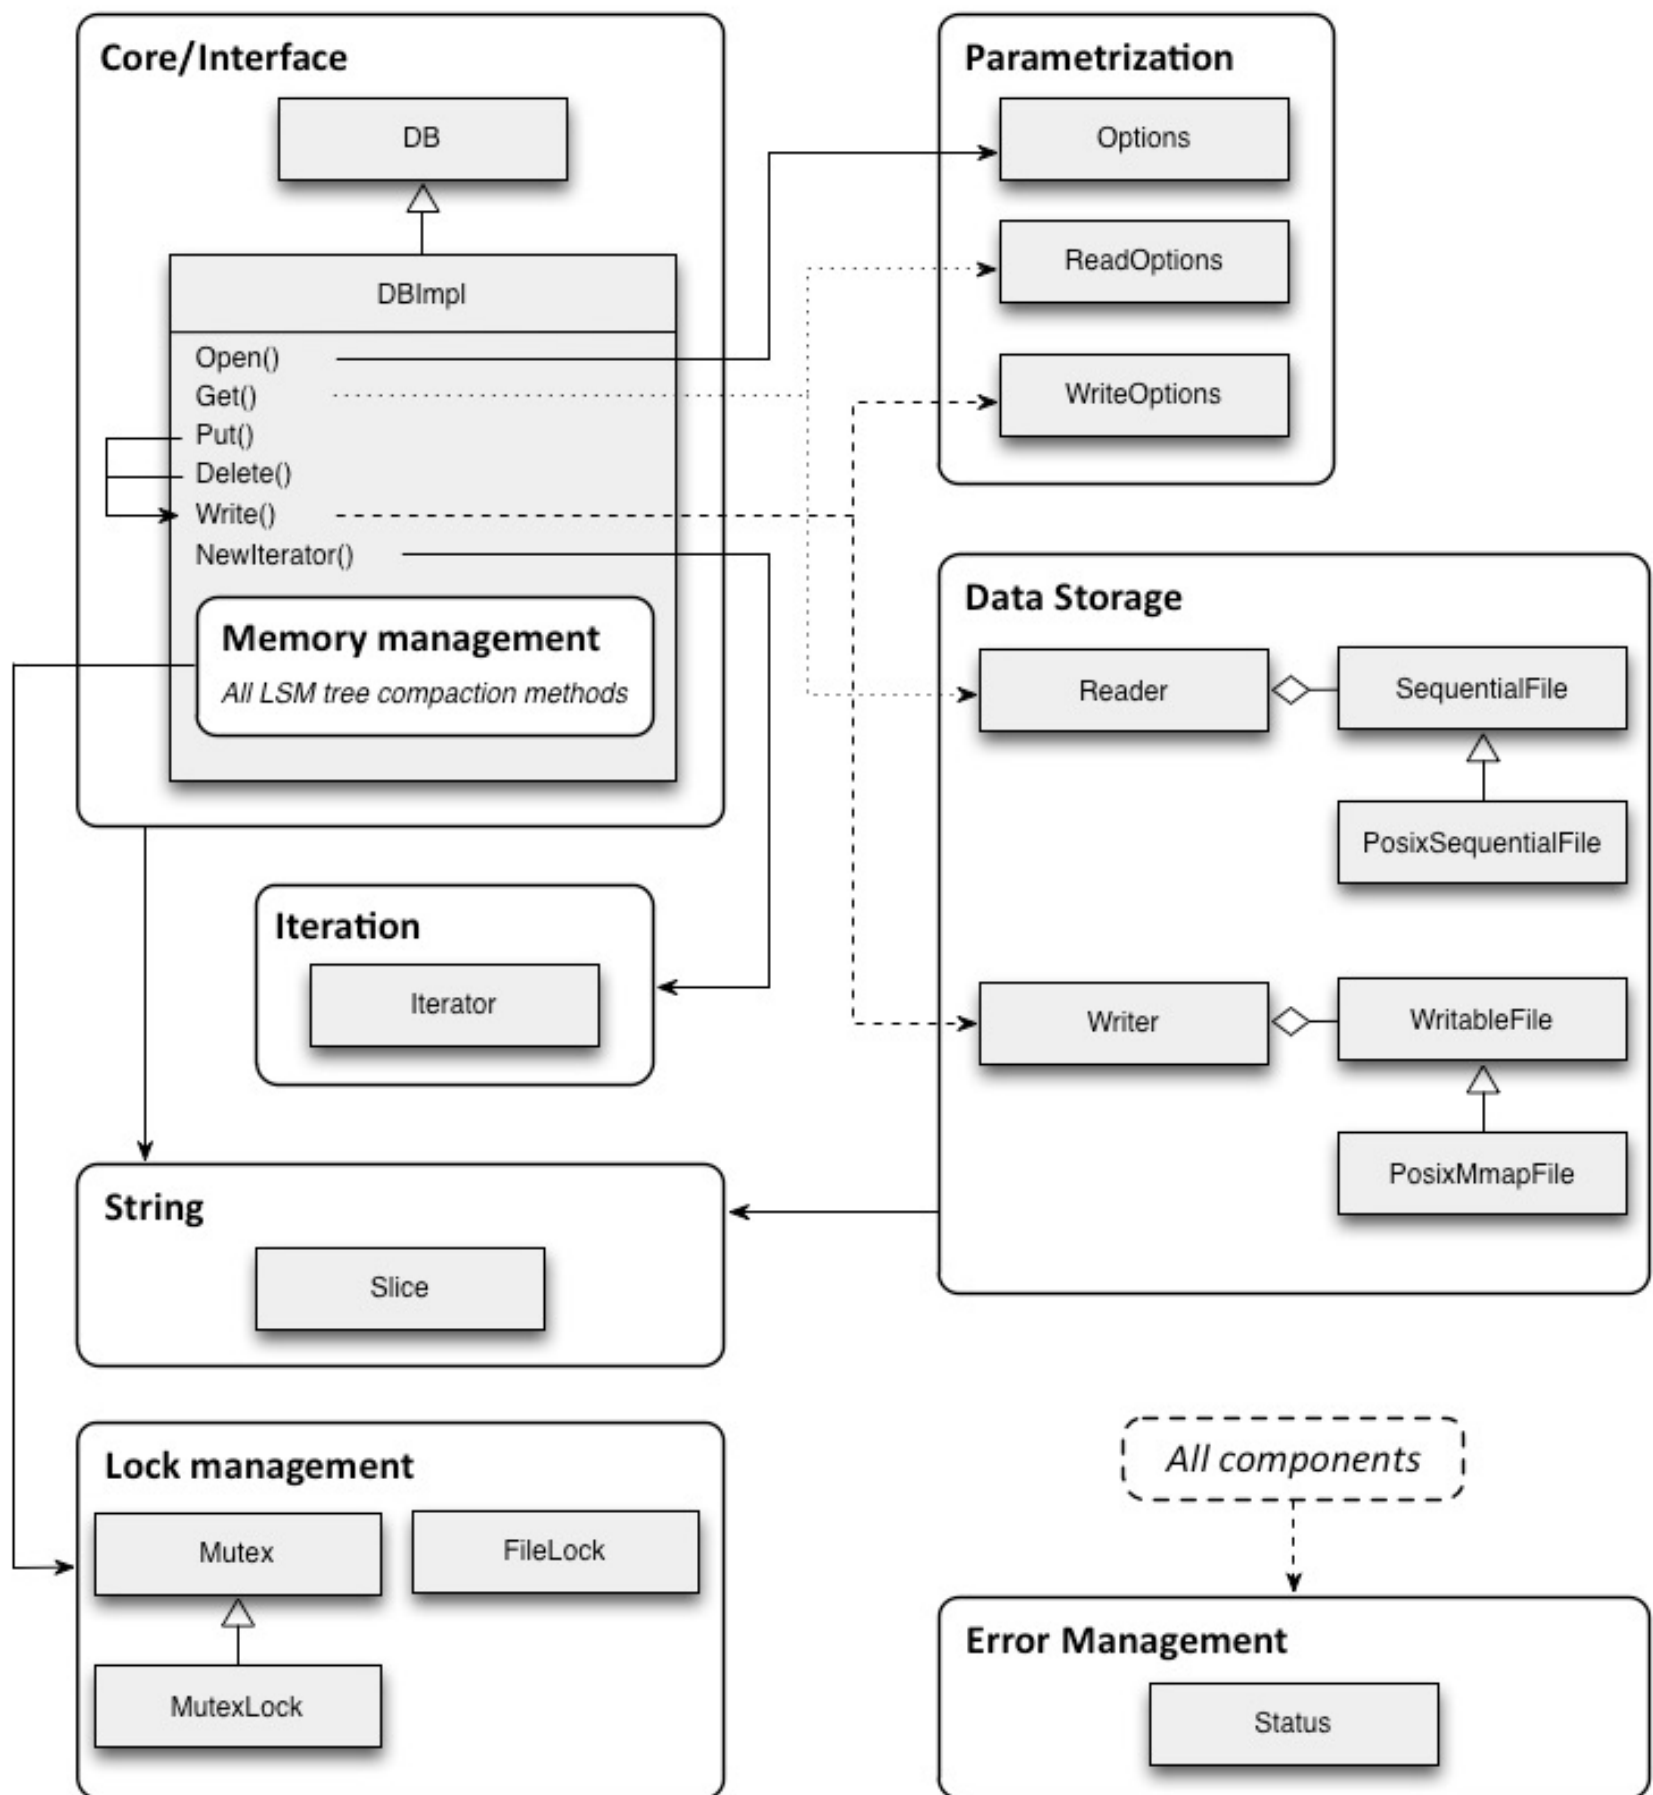 Core/Interface
DB
DBImpl
Open()
Get()
Put()
Delete()
Write()
NewIterator()
Memory management
All LSM tree compaction methods
Parametrization
Options
ReadOptions
WriteOptions
Data Storage
Reader
SequentialFile
PosixSequentialFile
Writer
WritableFile
PosixMmapFile
Iteration
Iterator
String
Slice
Lock management
Mutex
FileLock
MutexLock
All components
Error Management
Status